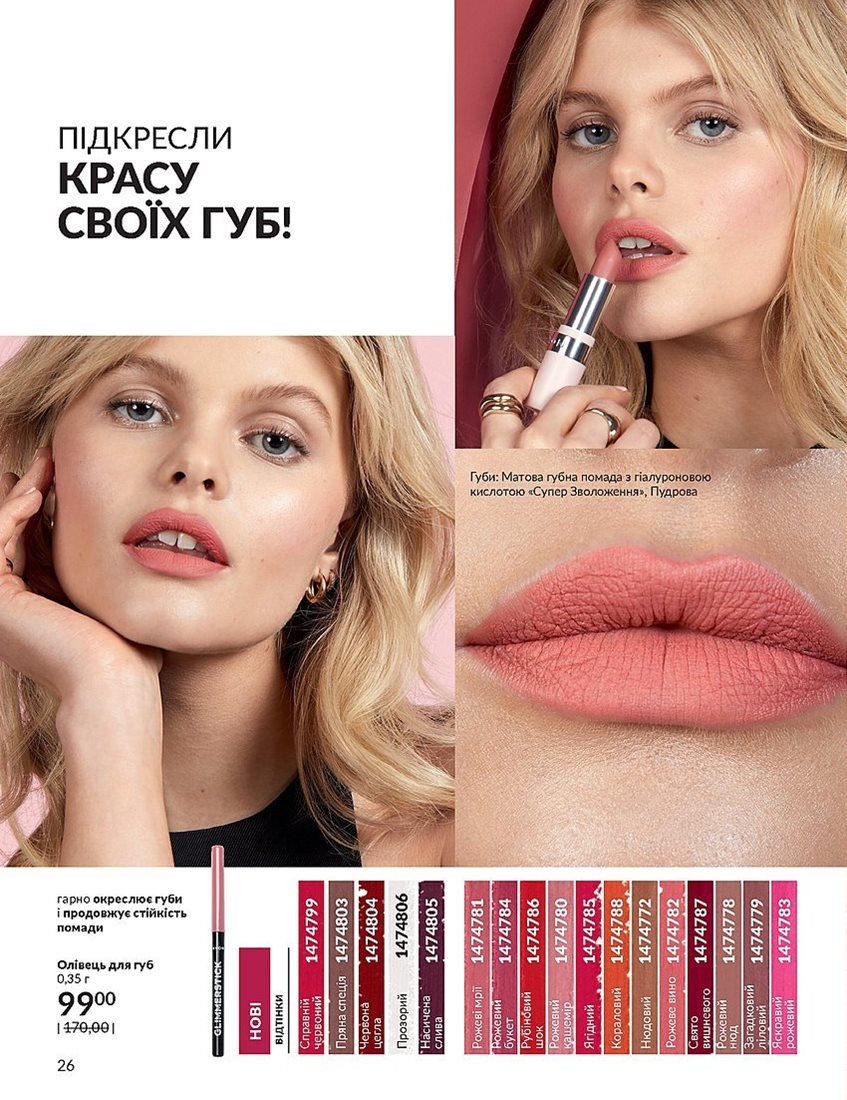 ПІДКРЕСЛИ
КРАСУ
СВОЇХ ГУБ!
Губи: Матова губна помада з гіалуроновою
кислотою «Супер Зволоження», Пудрова
гарно окреслює губи
і продовжує стійкість
помади
Олівець для губ
0,35 г
99⁰⁰
| 170,00 |
GLIMMERSTICK
НОВІ
ВІДТІНКИ
1474799
Справній
червоний
1474803
Пряна спеція
1474804
Червона
цегла
1474806
Прозорий
1474805
Насичена
слива
1474781
Рожеві мрії
1474784
Рожевий
букет
1474786
Рубіновий
шок
1474780
Рожевий
кашемір
1474785
Ягідний
1474788
Кораловий
1474772
Нюдовий
1474782
Рожеве вино
1474787
Свято
вишневого
1474778
Рожевий
нюд
1474779
Загадковий
ліловий
1474783
Яскравий
рожевий
26